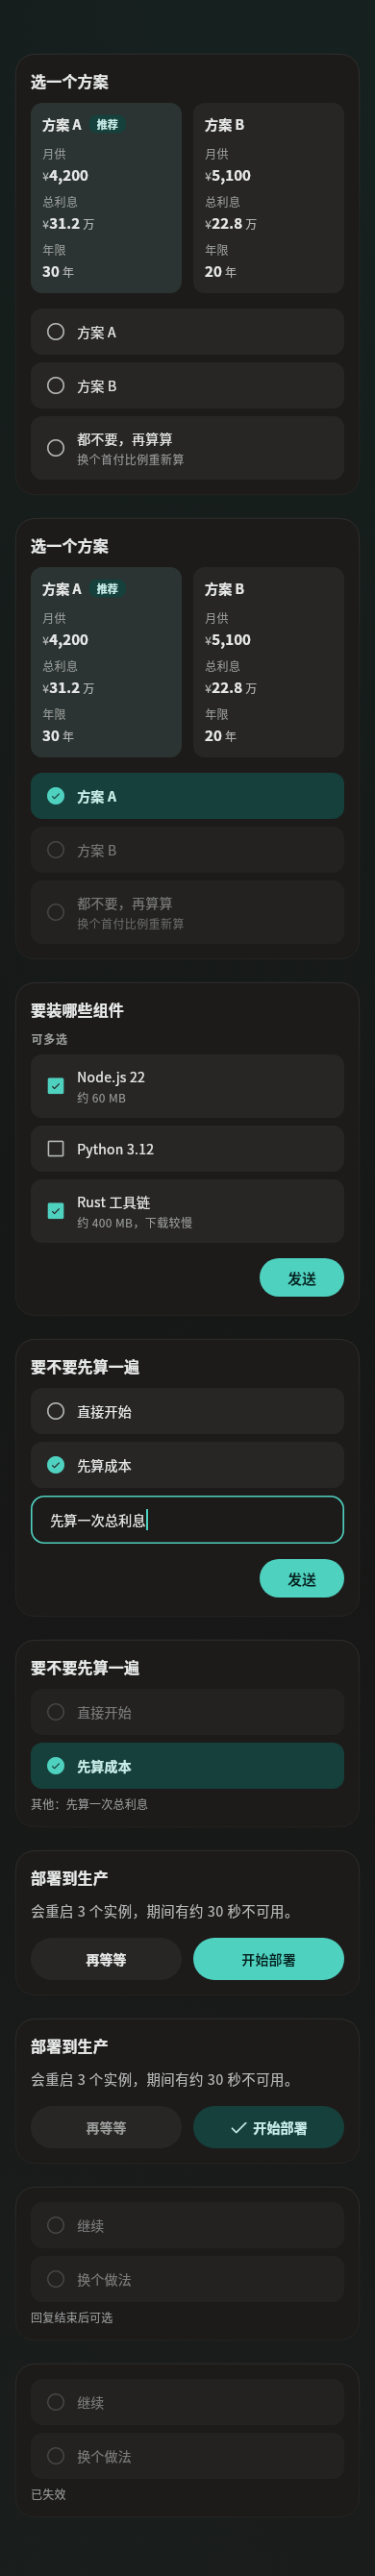 选一个方案
方案 A 推荐
月供
¥4,200
总利息
¥31.2 万
年限
30 年
方案 B
月供
¥5,100
总利息
¥22.8 万
年限
20 年
方案 A
方案 B
都不要，再算算
换个首付比例重新算
选一个方案
方案 A 推荐
月供
¥4,200
总利息
¥31.2 万
年限
30 年
方案 B
月供
¥5,100
总利息
¥22.8 万
年限
20 年
方案 A
方案 B
都不要，再算算
换个首付比例重新算
要装哪些组件
可多选
Node.js 22
约 60 MB
Python 3.12
Rust 工具链
约 400 MB，下载较慢
发送
要不要先算一遍
直接开始
先算成本
先算一次总利息
发送
要不要先算一遍
直接开始
先算成本
其他：先算一次总利息
部署到生产
会重启 3 个实例，期间有约 30 秒不可用。
再等等
开始部署
部署到生产
会重启 3 个实例，期间有约 30 秒不可用。
再等等
开始部署
继续
换个做法
回复结束后可选
继续
换个做法
已失效